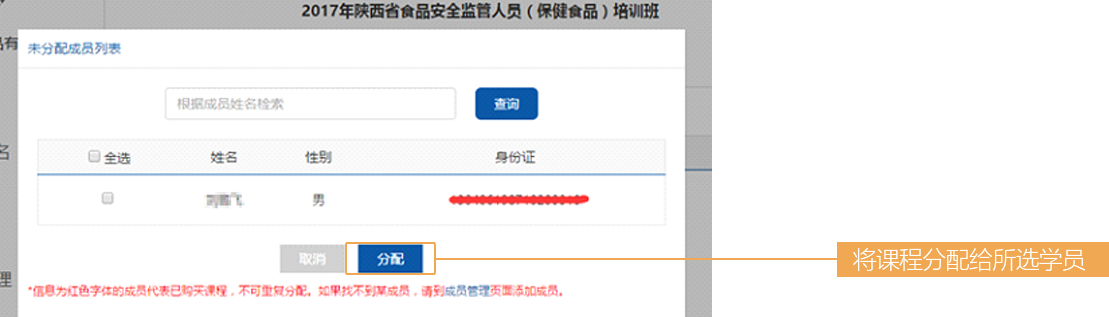 2017年陕西省食品安全监管人员（保健食品）培训班
品有
未分配成员列表
根据成员姓名检索
查询
全选 姓名 性别 身份证
男
名
取消 分配
将课程分配给所选学员
理
*信息为红色字体的成员代表已购买课程，不可重复分配。如果找不到某成员，请到成员管理页面添加成员。